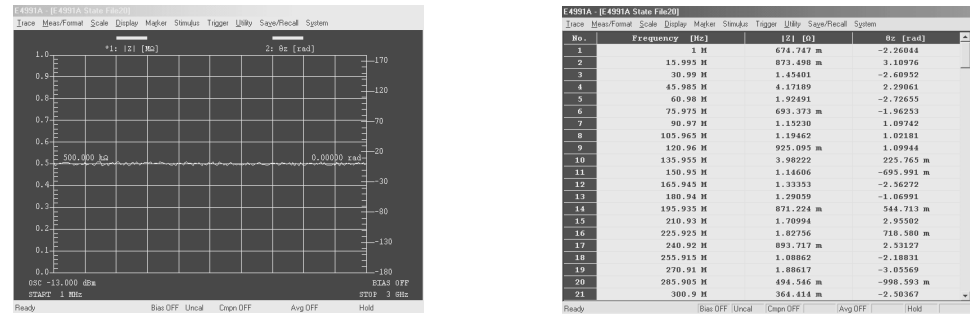 E4991A - [E4991A State File20]
Trace Meas/Format Scale Display Marker Stimulus Trigger Utility Save/Recall System
*1: |Z| [MΩ] 2: θz [rad]
1.0 170
0.9
0.8 120
0.7 -70
0.6
500.000 kΩ 0.00000 rad -20
0.5
0.4 -30
0.3 -80
0.2
0.1 -130
0.0 -180
OSC -13.000 dBm BIAS OFF
START 1 MHz STOP 3 GHz
Ready Bias OFF Uncal Cmpn OFF Avg OFF Hold
E4991A - [E4991A State File20]
Trace Meas/Format Scale Display Marker Stimulus Trigger Utility Save/Recall System
No. Frequency [Hz] |Z| [Ω] θz [rad]
1 1 M 674.747 m -2.26044
2 15.995 M 873.498 m 3.10976
3 30.99 M 1.45401 -2.60952
4 45.985 M 4.17189 2.29061
5 60.98 M 1.92491 -2.72655
6 75.975 M 693.373 m -1.96253
7 90.97 M 1.15230 1.09742
8 105.965 M 1.19462 1.02181
9 120.96 M 925.095 m 1.09944
10 135.955 M 3.98222 225.765 m
11 150.95 M 1.14606 -695.991 m
12 165.945 M 1.33353 -2.56272
13 180.94 M 1.29059 -1.06991
14 195.935 M 871.224 m 544.713 m
15 210.93 M 1.70994 2.95502
16 225.925 M 1.82756 718.580 m
17 240.92 M 893.717 m 2.53127
18 255.915 M 1.08862 -2.18831
19 270.91 M 1.88617 -3.05569
20 285.905 M 494.546 m -998.593 m
21 300.9 M 364.414 m -2.50367
Ready Bias OFF Uncal Cmpn OFF Avg OFF Hold